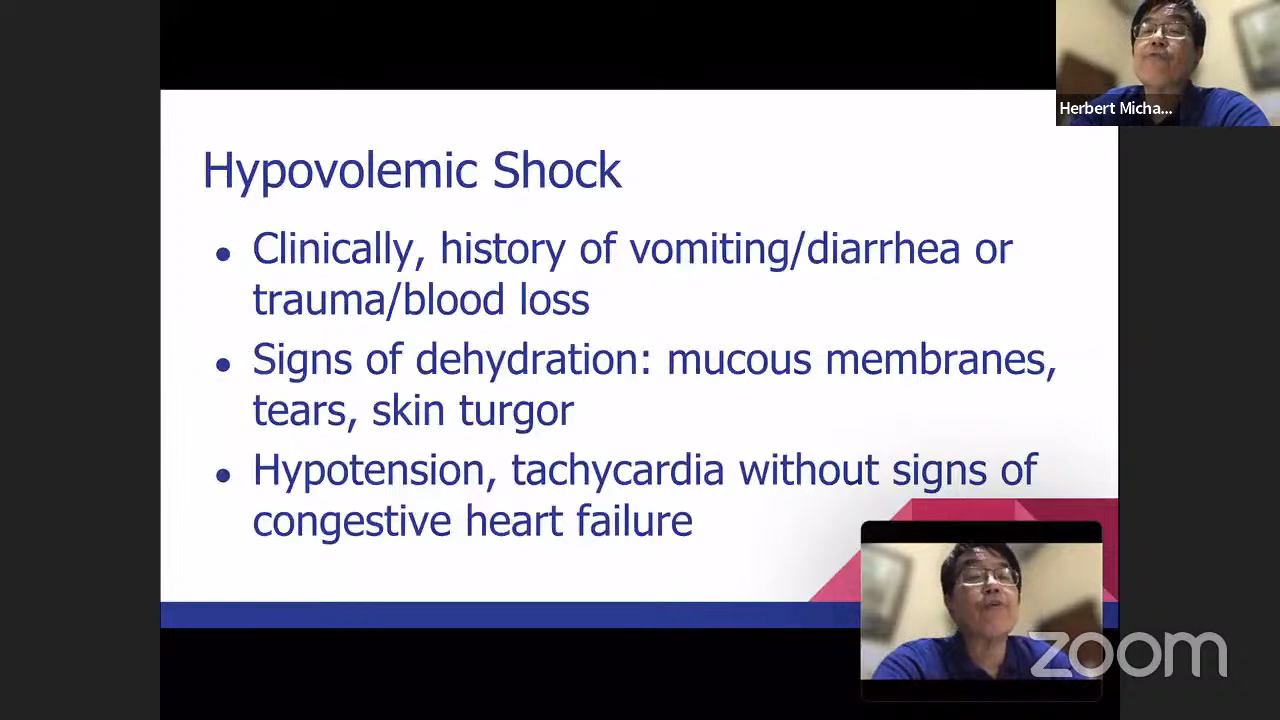 Herbert Micha...
Hypovolemic Shock
• Clinically, history of vomiting/diarrhea or
trauma/blood loss
• Signs of dehydration: mucous membranes,
tears, skin turgor
• Hypotension, tachycardia without signs of
congestive heart failure
zoom